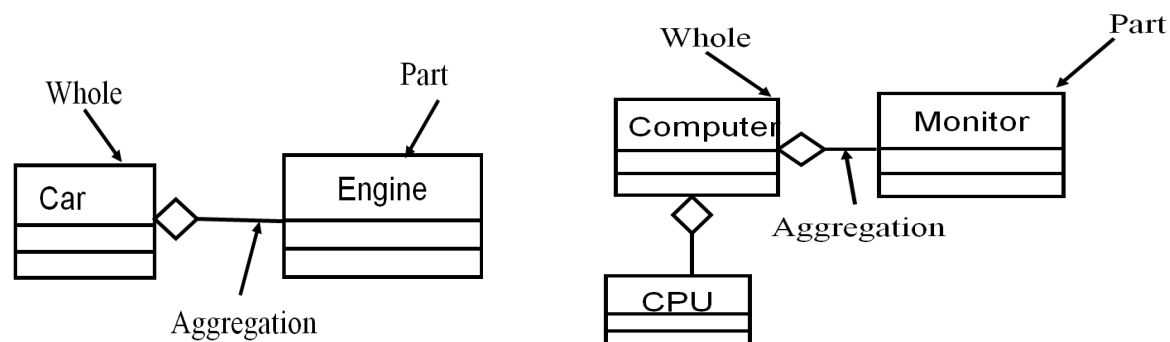 Whole
Part
Car
Engine
Aggregation
Whole
Part
Computer
Monitor
Aggregation
CPU